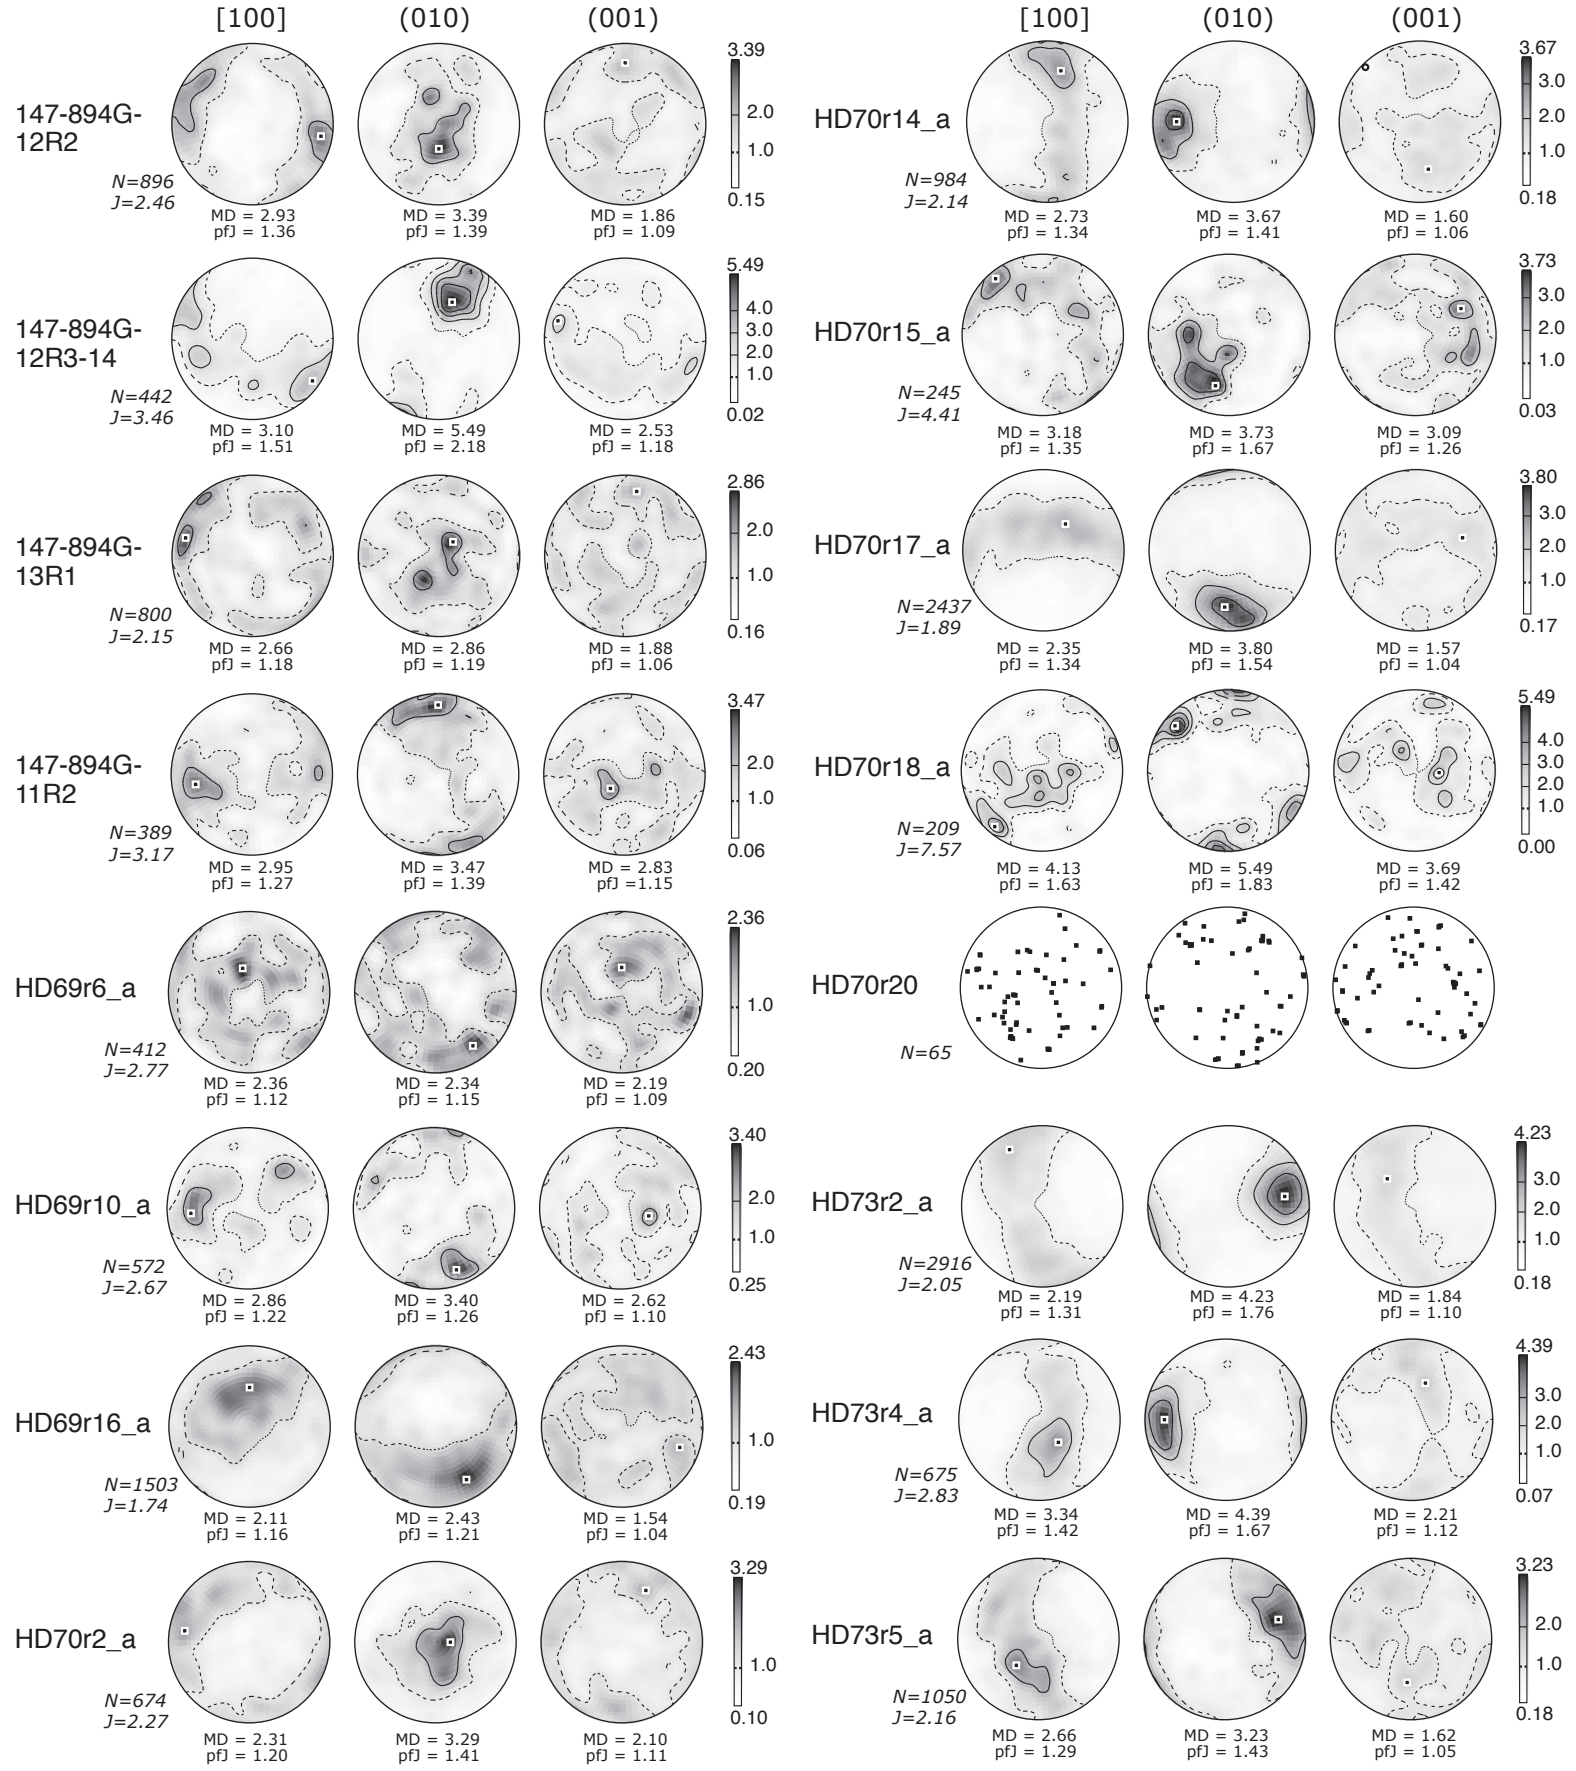 [100] (010) (001)
3.39
2.0
1.0
0.15
147-894G-
12R2
N=896
J=2.46
MD = 2.93 MD = 3.39 MD = 1.86
pfJ = 1.36 pfJ = 1.39 pfJ = 1.09
5.49
4.0
3.0
2.0
1.0
0.02
147-894G-
12R3-14
N=442
J=3.46
MD = 3.10 MD = 5.49 MD = 2.53
pfJ = 1.51 pfJ = 2.18 pfJ = 1.18
2.86
2.0
1.0
0.16
147-894G-
13R1
N=800
J=2.15
MD = 2.66 MD = 2.86 MD = 1.88
pfJ = 1.18 pfJ = 1.19 pfJ = 1.06
3.47
2.0
1.0
0.06
147-894G-
11R2
N=389
J=3.17
MD = 2.95 MD = 3.47 MD = 2.83
pfJ = 1.27 pfJ = 1.39 pfJ =1.15
2.36
1.0
0.20
HD69r6_a
N=412
J=2.77
MD = 2.36 MD = 2.34 MD = 2.19
pfJ = 1.12 pfJ = 1.15 pfJ = 1.09
3.40
2.0
1.0
0.25
HD69r10_a
N=572
J=2.67
MD = 2.86 MD = 3.40 MD = 2.62
pfJ = 1.22 pfJ = 1.26 pfJ = 1.10
2.43
1.0
0.19
HD69r16_a
N=1503
J=1.74
MD = 2.11 MD = 2.43 MD = 1.54
pfJ = 1.16 pfJ = 1.21 pfJ = 1.04
3.29
1.0
0.10
HD70r2_a
N=674
J=2.27
MD = 2.31 MD = 3.29 MD = 2.10
pfJ = 1.20 pfJ = 1.41 pfJ = 1.11
[100] (010) (001)
3.67
3.0
2.0
1.0
0.18
HD70r14_a
N=984
J=2.14
MD = 2.73 MD = 3.67 MD = 1.60
pfJ = 1.34 pfJ = 1.41 pfJ = 1.06
3.73
3.0
2.0
1.0
0.03
HD70r15_a
N=245
J=4.41
MD = 3.18 MD = 3.73 MD = 3.09
pfJ = 1.35 pfJ = 1.67 pfJ = 1.26
3.80
3.0
2.0
1.0
0.17
HD70r17_a
N=2437
J=1.89
MD = 2.35 MD = 3.80 MD = 1.57
pfJ = 1.34 pfJ = 1.54 pfJ = 1.04
5.49
4.0
3.0
2.0
1.0
0.00
HD70r18_a
N=209
J=7.57
MD = 4.13 MD = 5.49 MD = 3.69
pfJ = 1.63 pfJ = 1.83 pfJ = 1.42
HD70r20
N=65
4.23
3.0
2.0
1.0
0.18
HD73r2_a
N=2916
J=2.05
MD = 2.19 MD = 4.23 MD = 1.84
pfJ = 1.31 pfJ = 1.76 pfJ = 1.10
4.39
3.0
2.0
1.0
0.07
HD73r4_a
N=675
J=2.83
MD = 3.34 MD = 4.39 MD = 2.21
pfJ = 1.42 pfJ = 1.67 pfJ = 1.12
3.23
2.0
1.0
0.18
HD73r5_a
N=1050
J=2.16
MD = 2.66 MD = 3.23 MD = 1.62
pfJ = 1.29 pfJ = 1.43 pfJ = 1.05